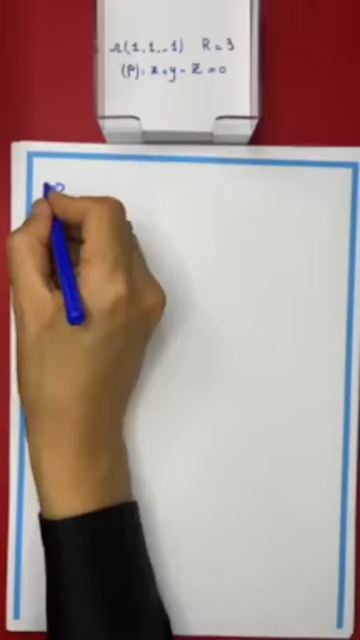 Ω(1,1,-1) R=3
(P): x+y-z=0